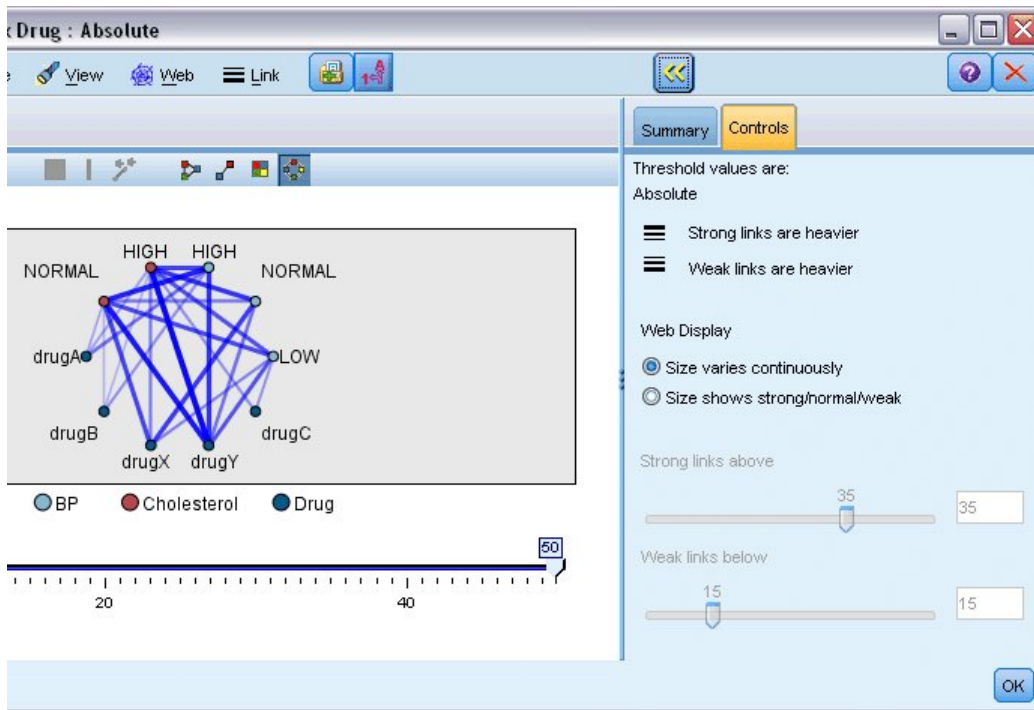 x Drug : Absolute
e View Web Link
Summary Controls
Threshold values are:
Absolute
Strong links are heavier
Weak links are heavier
Web Display
Size varies continuously
Size shows strong/normal/weak
Strong links above
35
35
Weak links below
15
15
HIGH HIGH
NORMAL NORMAL
drugA LOW
drugB drugC
drugX drugY
BP Cholesterol Drug
50
20 40
OK